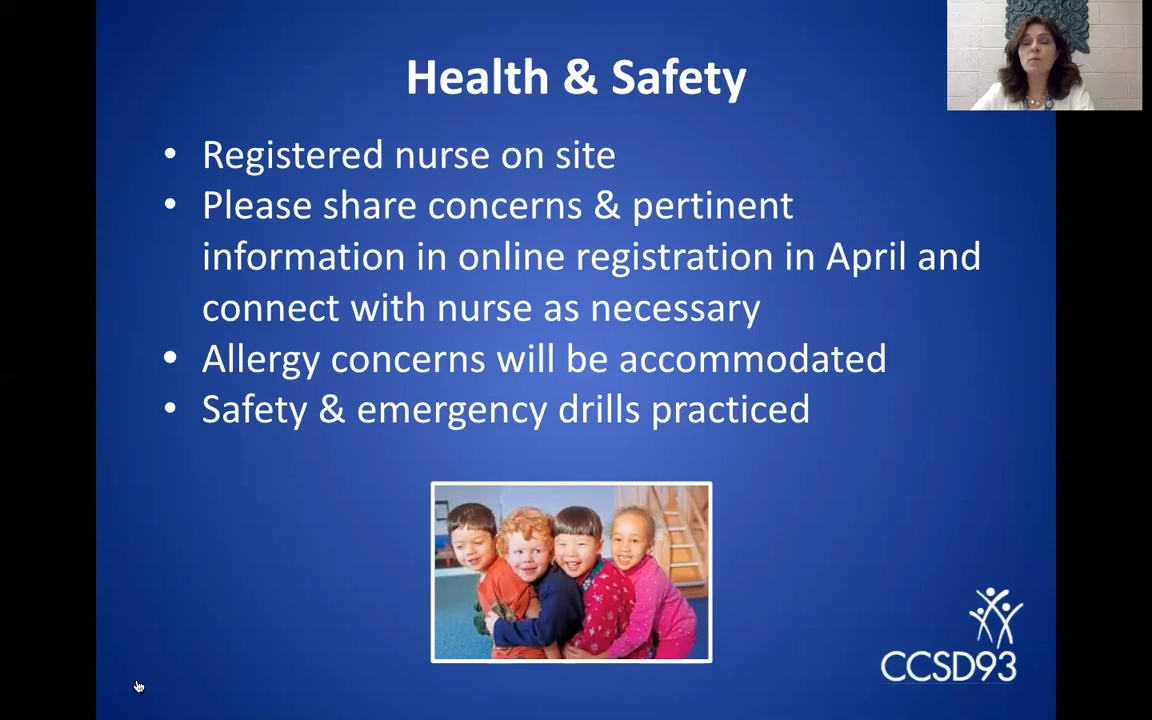 Health & Safety
• Registered nurse on site
• Please share concerns & pertinent
information in online registration in April and
connect with nurse as necessary
• Allergy concerns will be accommodated
• Safety & emergency drills practiced
CCSD93